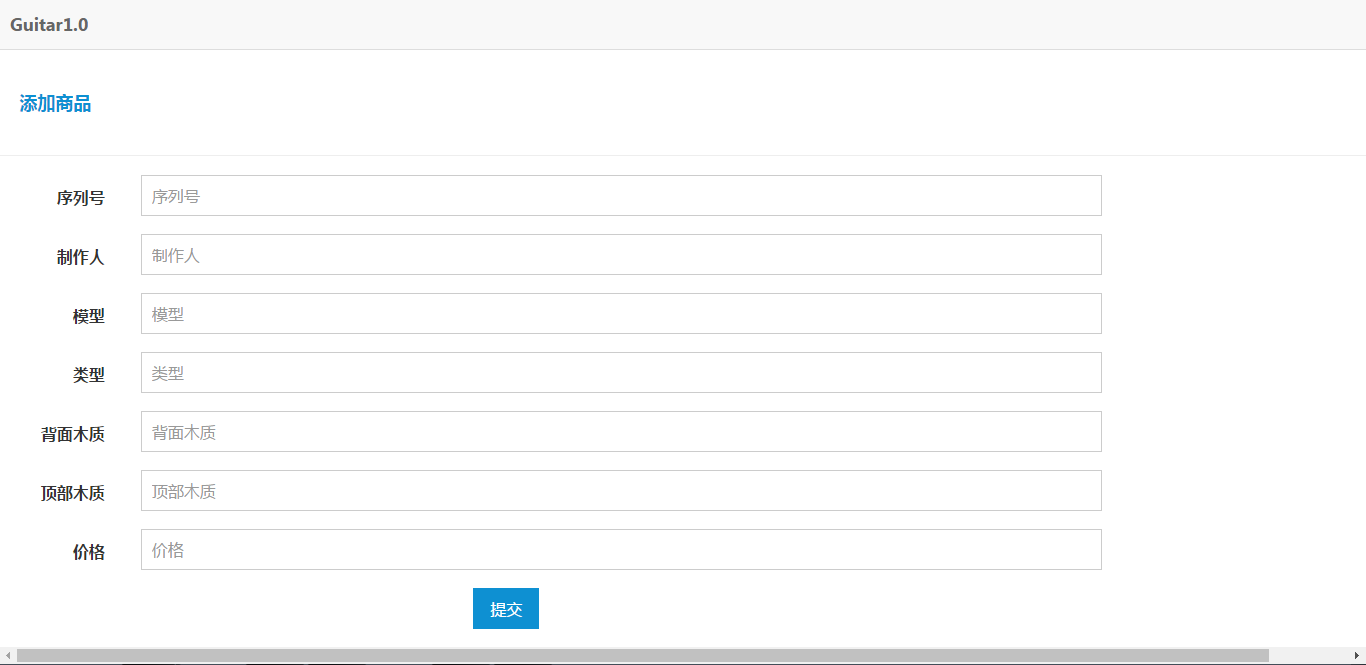 Guitar1.0
添加商品
序列号 序列号
制作人 制作人
模型 模型
类型 类型
背面木质 背面木质
顶部木质 顶部木质
价格 价格
提交